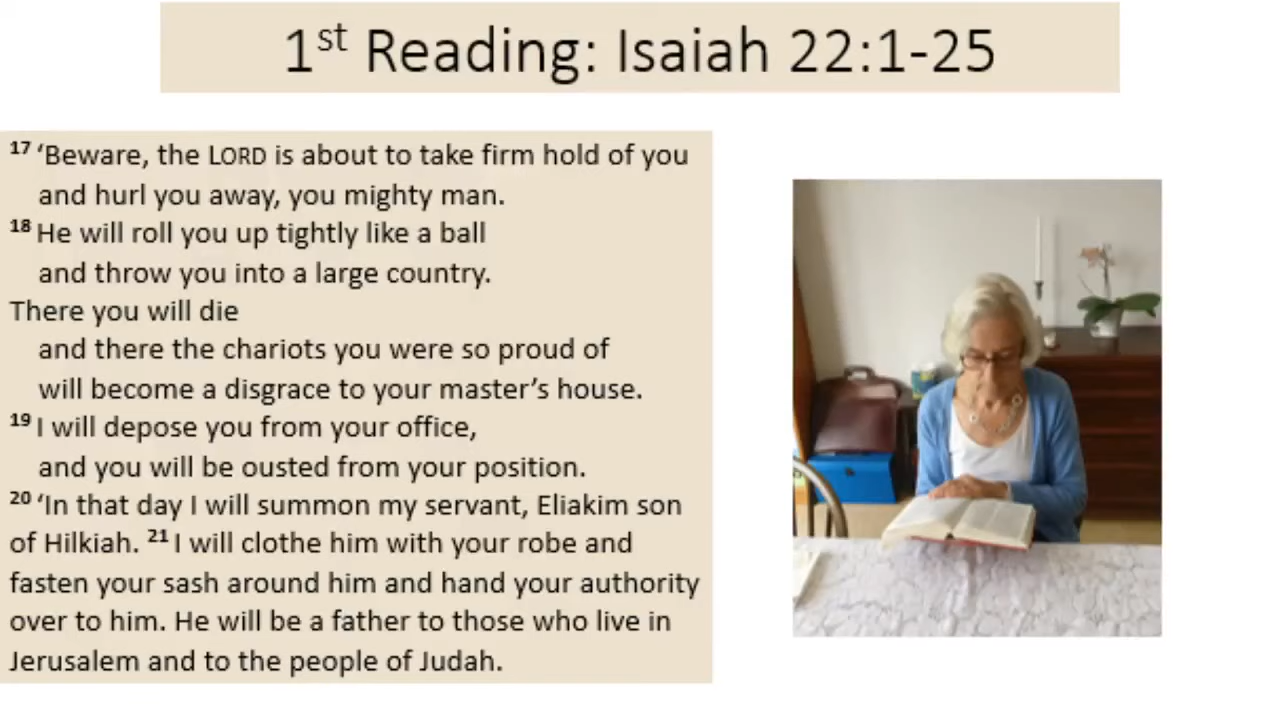 1st Reading: Isaiah 22:1-25
17 ‘Beware, the LORD is about to take firm hold of you
and hurl you away, you mighty man.
18 He will roll you up tightly like a ball
and throw you into a large country.
There you will die
and there the chariots you were so proud of
will become a disgrace to your master’s house.
19 I will depose you from your office,
and you will be ousted from your position.
20 ‘In that day I will summon my servant, Eliakim son
of Hilkiah. 21 I will clothe him with your robe and
fasten your sash around him and hand your authority
over to him. He will be a father to those who live in
Jerusalem and to the people of Judah.